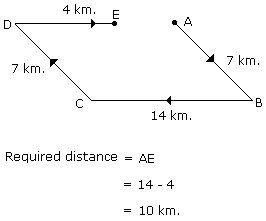 4 km.
D
E
A
7 km.
7 km.
C
B
14 km.
Required distance = AE
= 14 - 4
= 10 km.